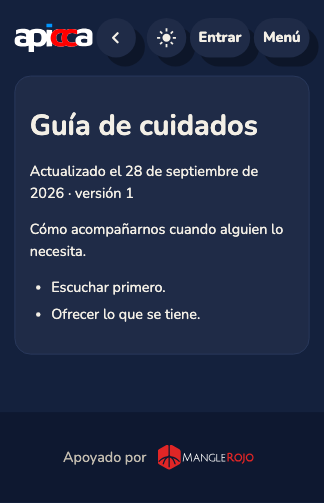 apicca
Entrar
Menú
Guía de cuidados
Actualizado el 28 de septiembre de
2026 · versión 1
Cómo acompañarnos cuando alguien lo
necesita.
• Escuchar primero.
• Ofrecer lo que se tiene.
Apoyado por
MANGLEROJO